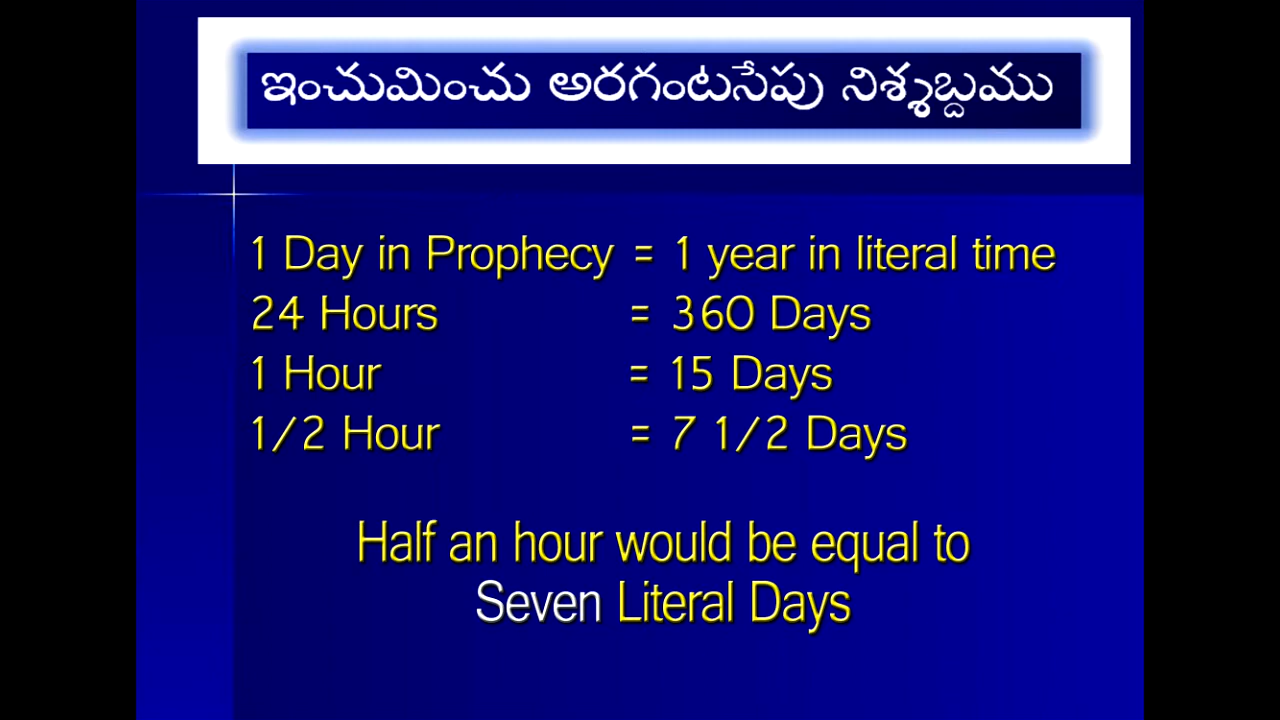 ఇంచుమించు అరగంటసేపు నిశ్శబ్దము
1 Day in Prophecy = 1 year in literal time
24 Hours = 360 Days
1 Hour = 15 Days
1/2 Hour = 7 1/2 Days
Half an hour would be equal to
Seven Literal Days